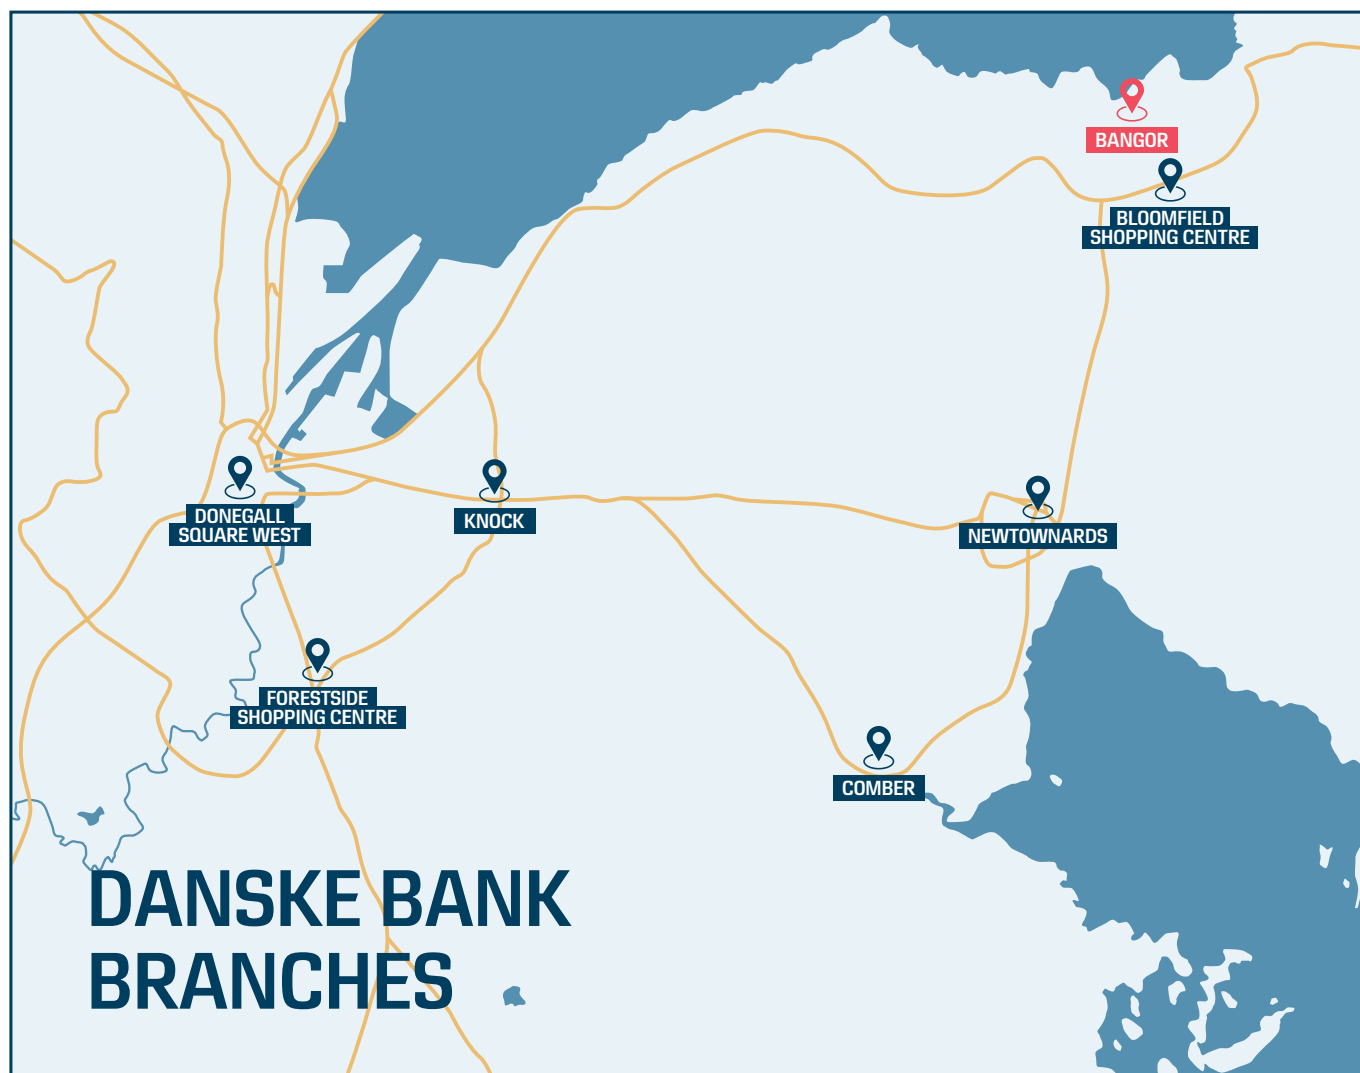 BANGOR
BLOOMFIELD
SHOPPING CENTRE
DONEGALL
SQUARE WEST
KNOCK
NEWTOWNARDS
FORESTSIDE
SHOPPING CENTRE
COMBER
DANSKE BANK
BRANCHES